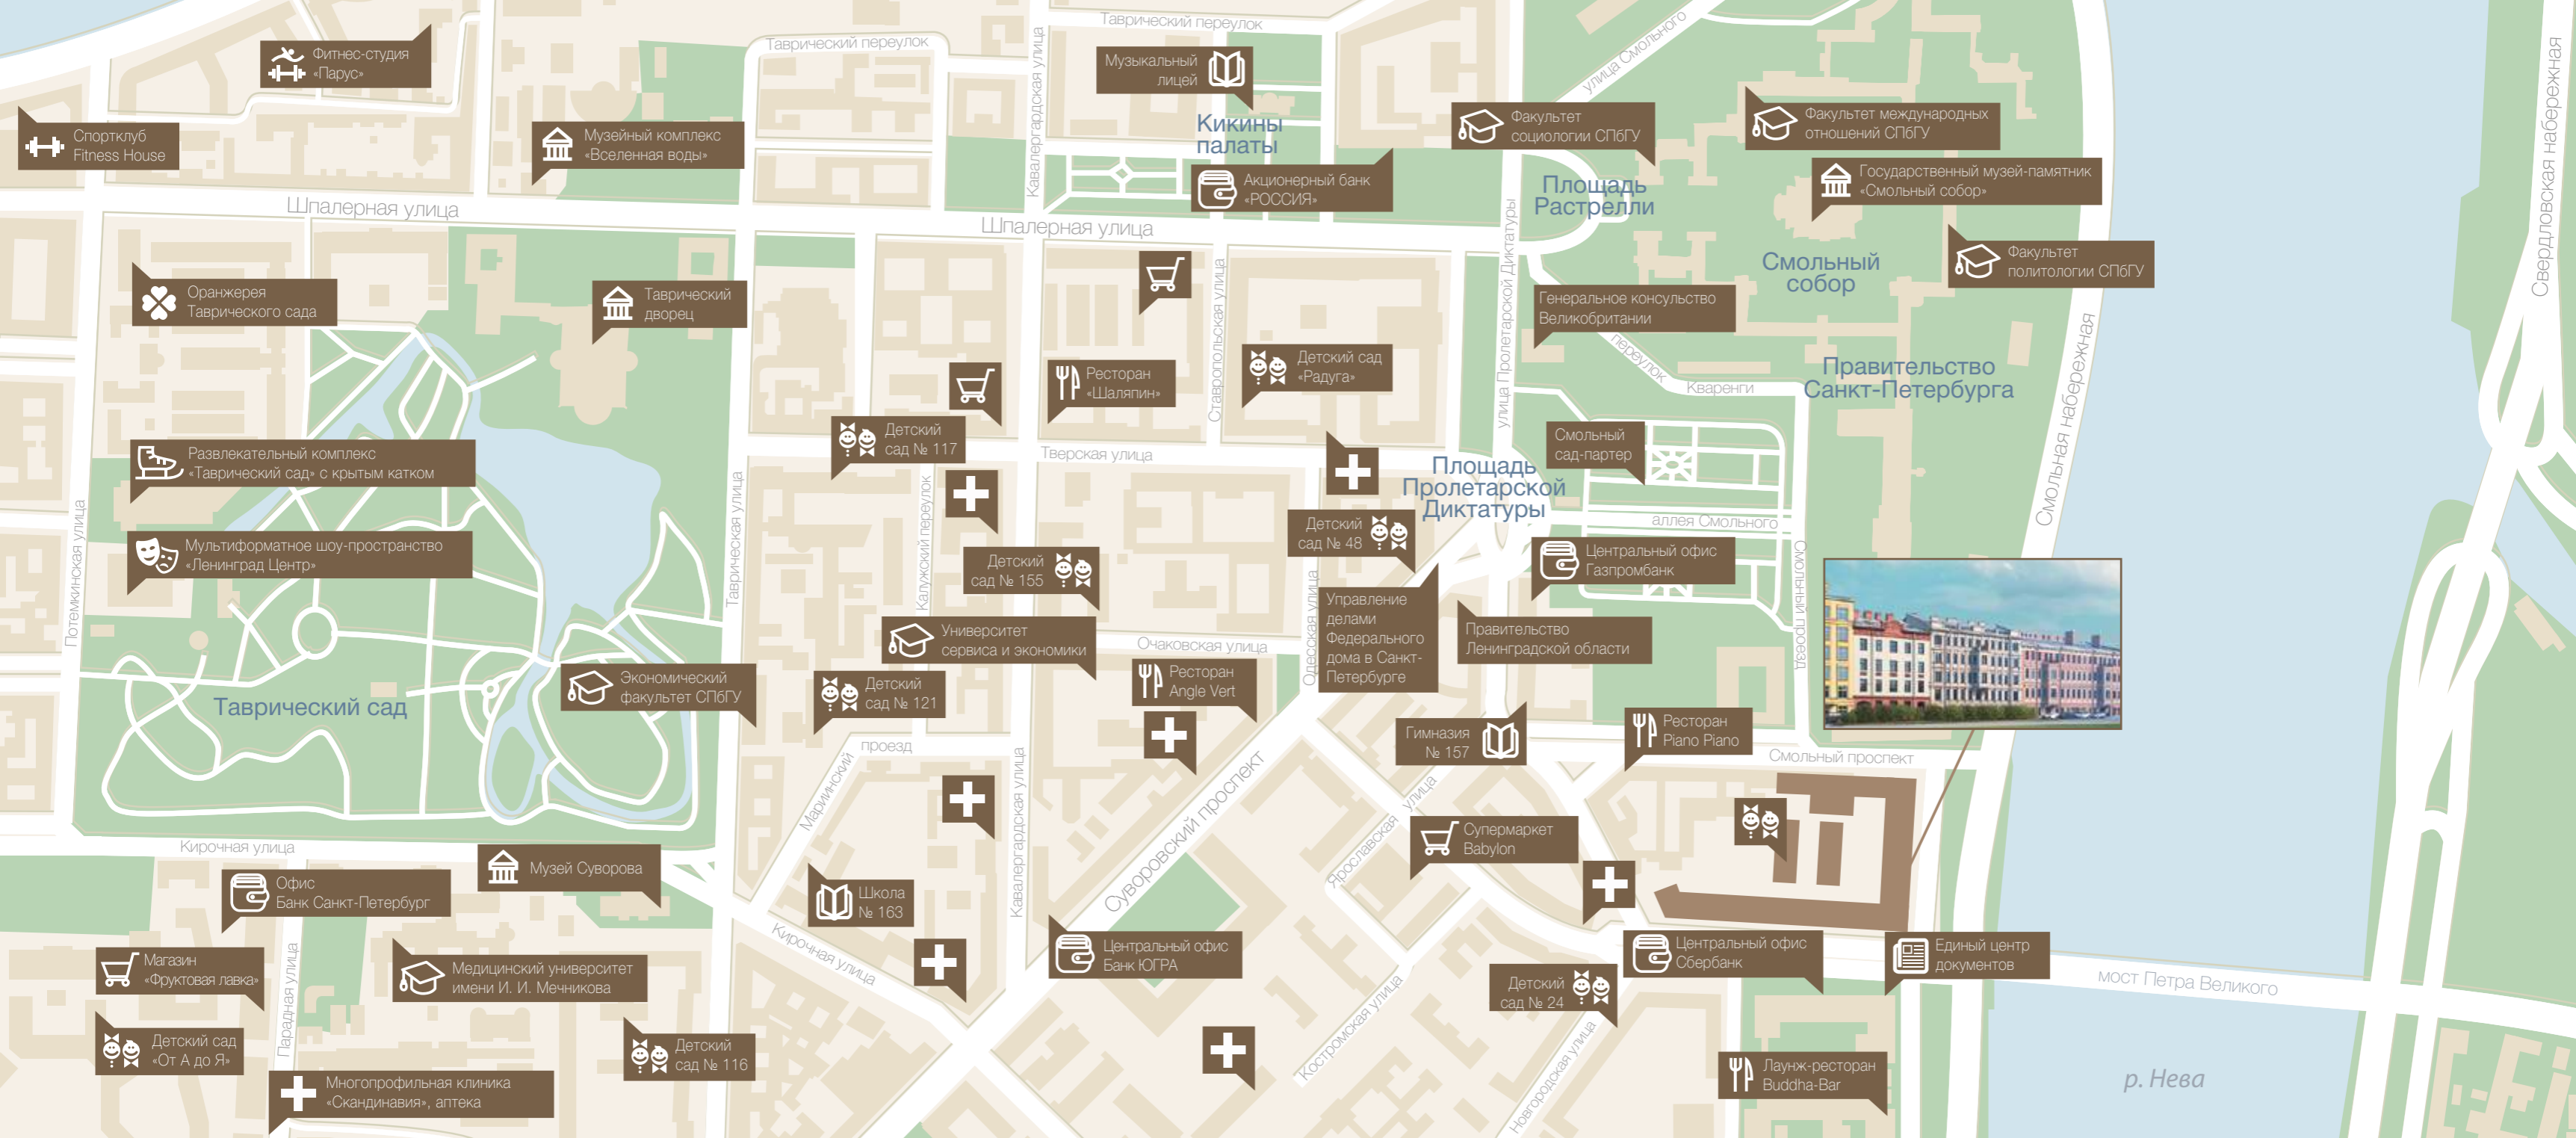 Таврический переулок
Таврический переулок
Фитнес-студия
«Парус»
Спортклуб
Fitness House
Музейный комплекс
«Вселенная воды»
Кавалергардская улица
Музыкальный
лицей
Кикины
палаты
Акционерный банк
«РОССИЯ»
улица Смольного
Факультет
социологии СПбГУ
Факультет международных
отношений СПбГУ
Государственный музей-памятник
«Смольный собор»
Площадь
Растрелли
Смольный
собор
Факультет
политологии СПбГУ
Свердловская набережная
Шпалерная улица
Шпалерная улица
Оранжерея
Таврического сада
Таврический
дворец
Ставропольская улица
улица Пролетарской Диктатуры
Генеральное консульство
Великобритании
переулок
Кваренги
Правительство
Санкт-Петербурга
Смольная набережная
Ресторан
«Шаляпин»
Детский сад
«Радуга»
Детский
сад № 117
Тверская улица
Развлекательный комплекс
«Таврический сад» с крытым катком
Площадь
Пролетарской
Диктатуры
Смольный
сад-партер
аллея Смольного
Потемкинская улица
Таврическая улица
Калужский переулок
Мультиформатное шоу-пространство
«Ленинград Центр»
Детский
сад № 155
Детский
сад № 48
Центральный офис
Газпромбанк
Смольный проезд
Одесская улица
Управление
делами
Федерального
дома в Санкт-
Петербурге
Правительство
Ленинградской области
Университет
сервиса и экономики
Очаковская улица
Таврический сад
Экономический
факультет СПбГУ
Детский
сад № 121
Ресторан
Angle Vert
Гимназия
№ 157
Ресторан
Piano Piano
Смольный проспект
Мариинский
проезд
Кавалергардская улица
Суворовский проспект
Ярославская
улица
Супермаркет
Babylon
Кирочная улица
Музей Суворова
Офис
Банк Санкт-Петербург
Школа
№ 163
Кирочная улица
Центральный офис
Банк ЮГРА
Центральный офис
Сбербанк
Единый центр
документов
мост Петра Великого
Магазин
«Фруктовая лавка»
Парадная улица
Медицинский университет
имени И. И. Мечникова
Детский
сад № 24
Костромская улица
Новгородская улица
Детский сад
«От А до Я»
Детский
сад № 116
Многопрофильная клиника
«Скандинавия», аптека
Лаунж-ресторан
Buddha-Bar
р. Нева